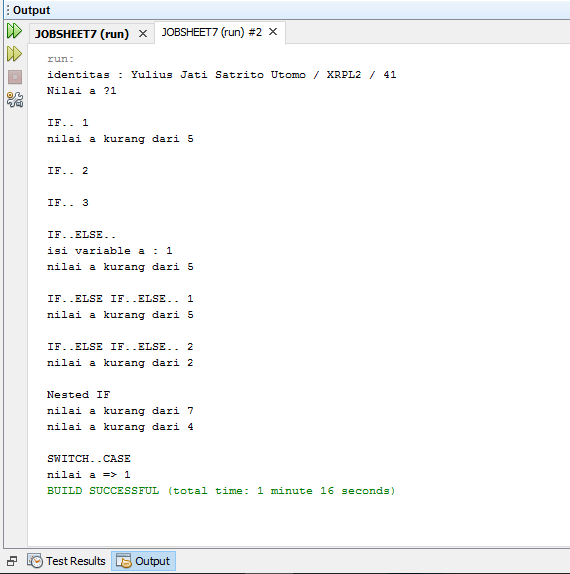 Output
JOBSHEET7 (run) JOBSHEET7 (run) #2
run:
identitas : Yulius Jati Satrito Utomo / XRPL2 / 41
Nilai a ?1
IF.. 1
nilai a kurang dari 5
IF.. 2
IF.. 3
IF..ELSE..
isi variable a : 1
nilai a kurang dari 5
IF..ELSE IF..ELSE.. 1
nilai a kurang dari 5
IF..ELSE IF..ELSE.. 2
nilai a kurang dari 2
Nested IF
nilai a kurang dari 7
nilai a kurang dari 4
SWITCH..CASE
nilai a => 1
BUILD SUCCESSFUL (total time: 1 minute 16 seconds)
Test Results Output